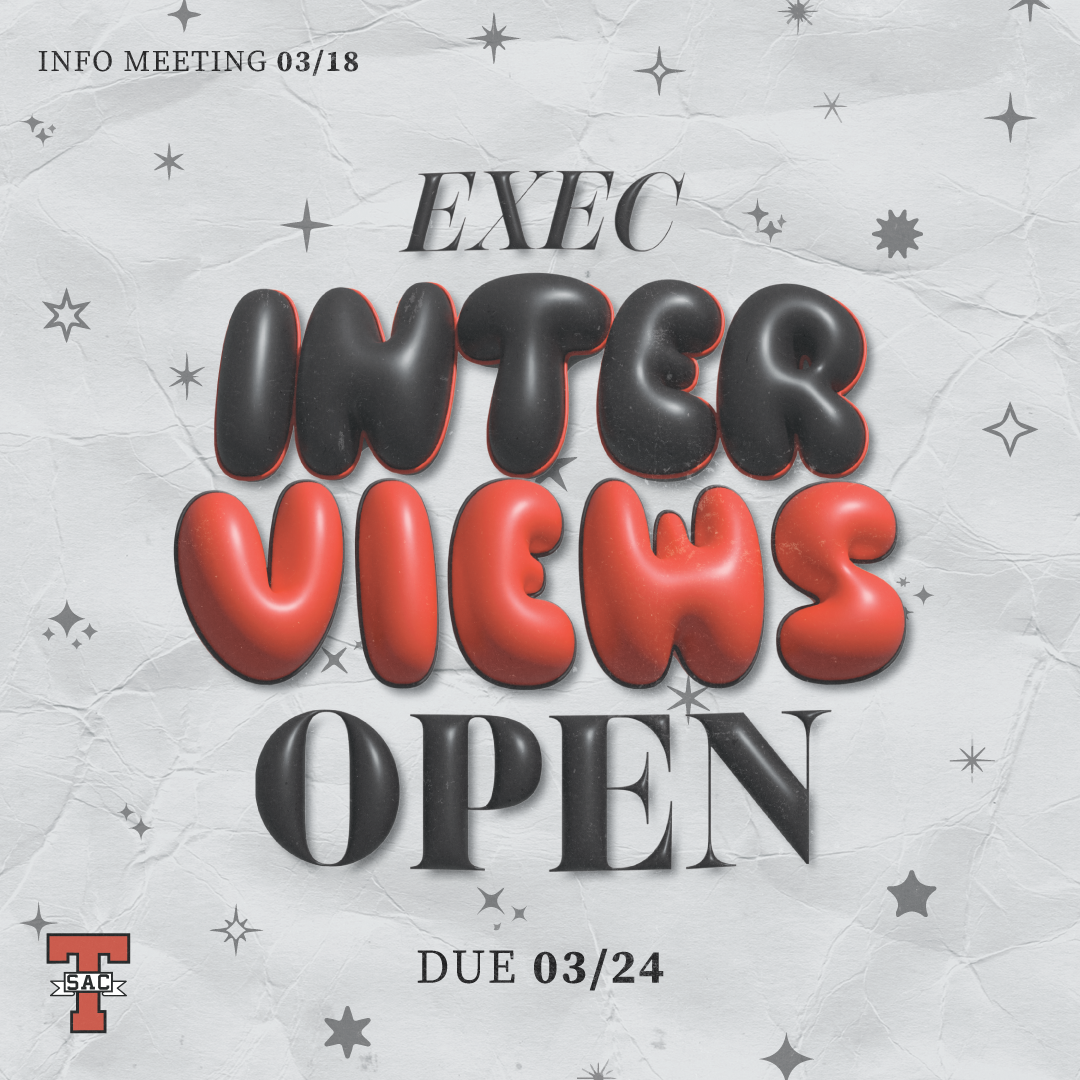 INFO MEETING 03/18
EXEC
INTER
VIEWS
OPEN
DUE 03/24
T
SAC